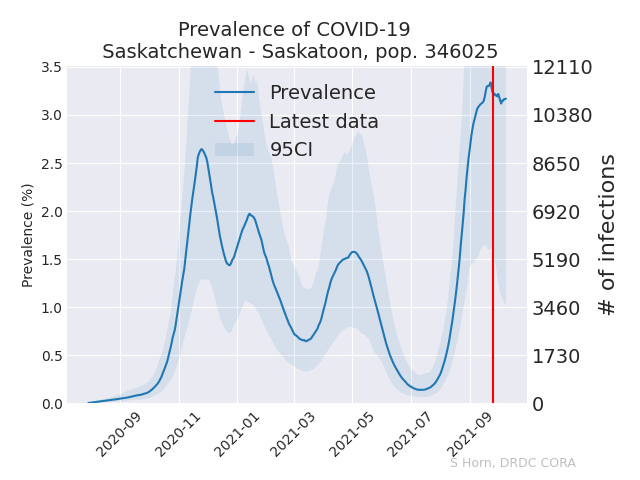 Prevalence of COVID-19
Saskatchewan - Saskatoon, pop. 346025
3.5
3.0
2.5
2.0
1.5
1.0
0.5
0.0
Prevalence (%)
Prevalence
Latest data
95CI
12110
10380
8650
6920
5190
3460
1730
0
# of infections
2020-09
2020-11
2021-01
2021-03
2021-05
2021-07
2021-09
S Horn, DRDC CORA